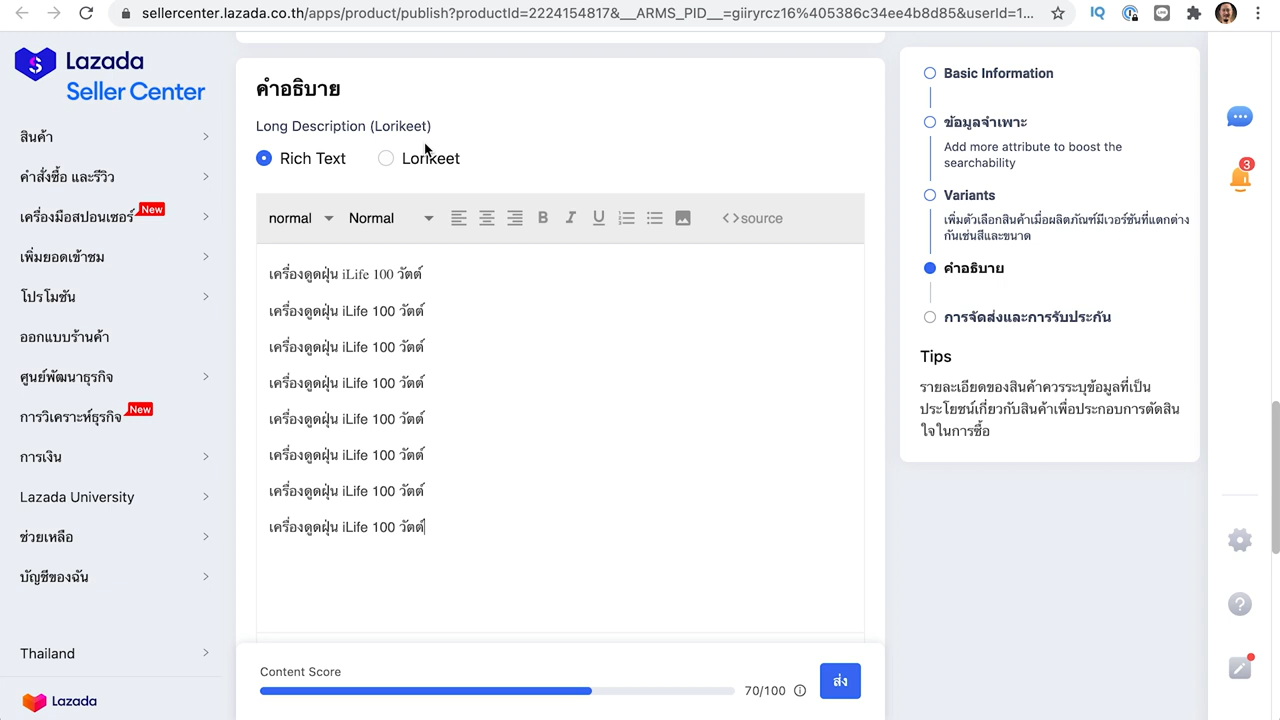 sellercenter.lazada.co.th/apps/product/publish?productId=2224154817&__ARMS_PID__=giiryrcz16%405386c34ee4b8d85&userId=1...
IQ
Lazada
Seller Center
สินค้า
คำสั่งซื้อ และรีวิว
เครื่องมือสปอนเซอร์ New
เพิ่มยอดเข้าชม
โปรโมชัน
ออกแบบร้านค้า
ศูนย์พัฒนาธุรกิจ
การวิเคราะห์ธุรกิจ New
การเงิน
Lazada University
ช่วยเหลือ
บัญชีของฉัน
Thailand
Lazada
คำอธิบาย
Long Description (Lorikeet)
Rich Text Lorikeet
normal Normal B I U <>source
เครื่องดูดฝุ่น iLife 100 วัตต์
เครื่องดูดฝุ่น iLife 100 วัตต์
เครื่องดูดฝุ่น iLife 100 วัตต์
เครื่องดูดฝุ่น iLife 100 วัตต์
เครื่องดูดฝุ่น iLife 100 วัตต์
เครื่องดูดฝุ่น iLife 100 วัตต์
เครื่องดูดฝุ่น iLife 100 วัตต์
เครื่องดูดฝุ่น iLife 100 วัตต์
Content Score
70/100
ส่ง
Basic Information
ข้อมูลจำเพาะ
Add more attribute to boost the
searchability
Variants
เพิ่มตัวเลือกสินค้าเมื่อผลิตภัณฑ์มีเวอร์ชันที่แตกต่าง
กันเช่นสีและขนาด
คำอธิบาย
การจัดส่งและการรับประกัน
Tips
รายละเอียดของสินค้าควรระบุข้อมูลที่เป็น
ประโยชน์เกี่ยวกับสินค้าเพื่อประกอบการตัดสิน
ใจในการซื้อ
3